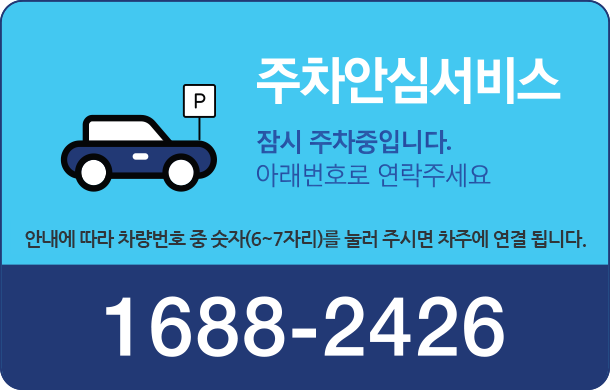 주차안심서비스
P
잠시 주차중입니다.
아래번호로 연락주세요
안내에 따라 차량번호 중 숫자(6~7자리)를 눌러 주시면 차주에 연결 됩니다.
1688-2426